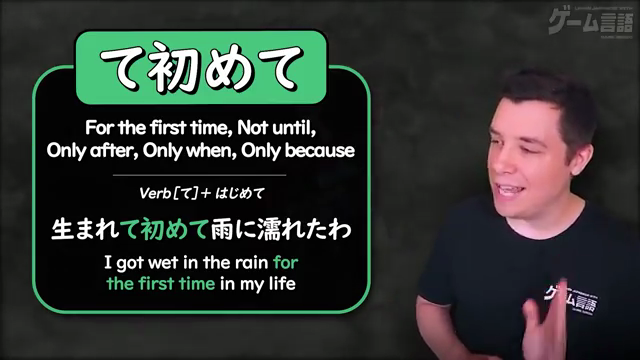 て初めて
For the first time, Not until,
Only after, Only when, Only because
Verb [て] + はじめて
生まれて初めて雨に濡れたわ
I got wet in the rain for
the first time in my life
ゲーム言語
ゲーム言語